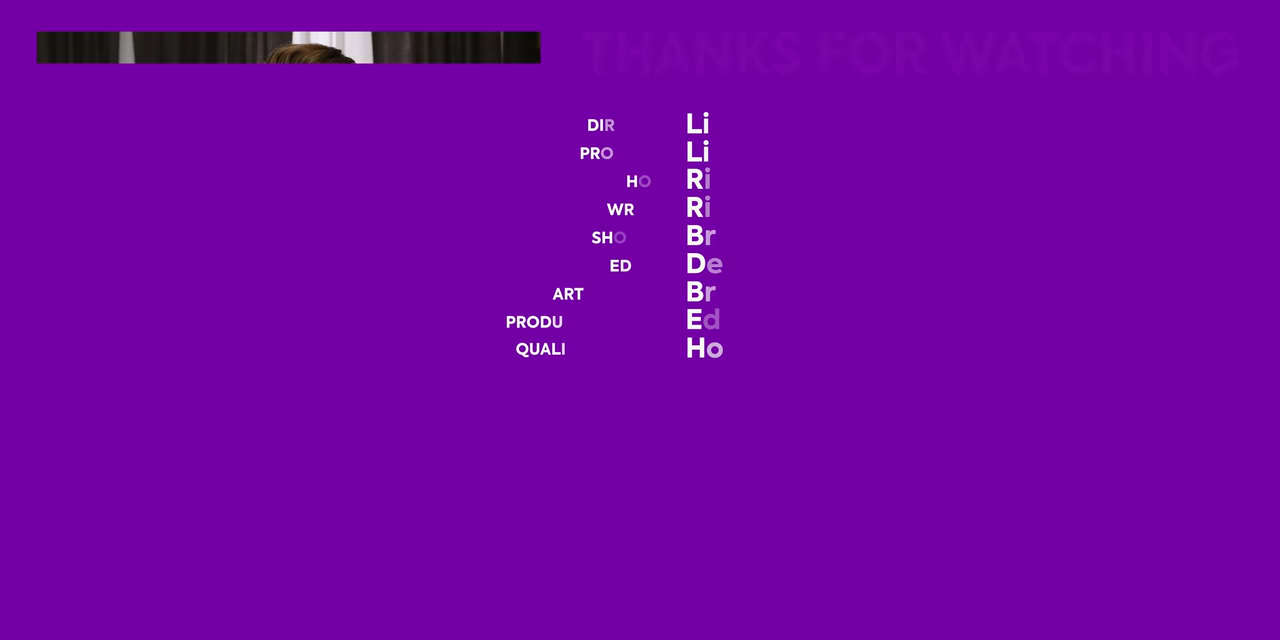 THANKS FOR WATCHING
DIR Li
PRO Li
HO Ri
WR Ri
SHO Br
ED De
ART Br
PRODU Ed
QUALI Ho